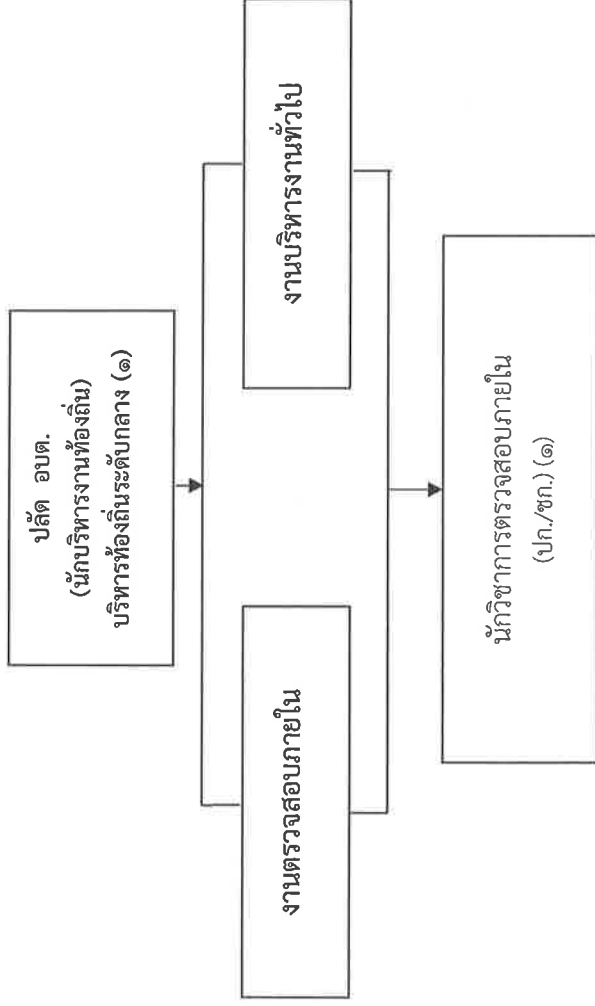 ปลัด อบต.
(นักบริหารงานท้องถิ่น)
บริหารท้องถิ่นระดับกลาง (๑)
งานตรวจสอบภายใน
งานบริหารงานทั่วไป
นักวิชาการตรวจสอบภายใน
(ปก./ชก.) (๑)